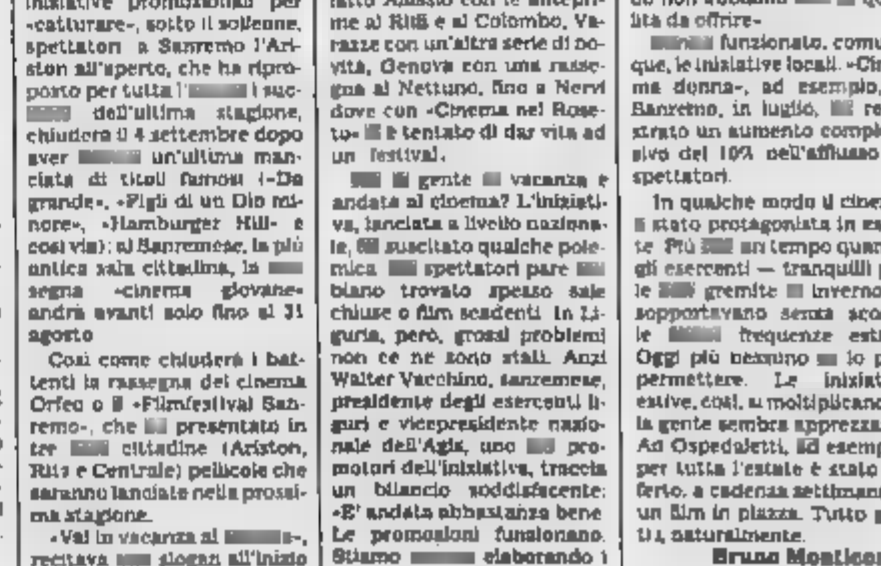 iniziative promozionali per
«catturare», sotto il solleone,
spettatori a Sanremo l'Ari-
ston all'aperto, che ha ripro-
posto per tutta l' i suc-
dell'ultima stagione,
chiuderà il 4 settembre dopo
aver un'ultima man-
ciata di titoli famosi («Da
grande», «Figli di un Dio mi-
nore», «Hamburger Hill» e
così via); al Sanremese, la più
antica sala cittadina, la
segna «cinema giovane»
andrà avanti solo fino al 31
agosto
Così come chiuderà i bat-
tenti la rassegna del cinema
Orfeo o il «Filmfestival San-
remo», che presentato in
tre cittadine (Ariston,
Ritz e Centrale) pellicole che
saranno lanciate nella prossi-
ma stagione.
«Vai in vacanza al »,
recitava slogan all'inizio
me al Ritz e al Colombo, Va-
razze con un'altra serie di no-
vità, Genova con una rasse-
gna al Nettuno, fino a Nervi
dove con «Cinema nel Rose-
to» è tentato di dar vita ad
un festival.
gente vacanza è
andata al cinema? L'iniziati-
va, lanciata a livello naziona-
le, suscitato qualche pole-
mica spettatori pare
biano trovato spesso sale
chiuse o film scadenti. In Li-
guria, però, grossi problemi
non ce ne sono stati. Anzi
Walter Vacchino, sanremese,
presidente degli esercenti li-
guri e vicepresidente nazio-
nale dell'Agis, uno pro-
motori dell'iniziativa, traccia
un bilancio soddisfacente:
«E' andata abbastanza bene
Le promozioni funzionano.
Stiamo elaborando i
lità da offrire»
funzionato, comu
que, le iniziative locali. «Cin
ma donna», ad esempio,
Sanremo, in luglio, re
strato un aumento comple
sivo del 10% nell'afflusso
spettatori.
In qualche modo il cine
è stato protagonista in es
te Più un tempo quan
gli esercenti — tranquilli p
le gremite inverno
sopportavano senza sco
le frequenze esti
Oggi più nessuno lo p
permettere. Le iniziat
estive, così, si moltiplicano
la gente sembra apprezza
Ad Ospedaletti, ad esemp
per tutta l'estate è stato
ferto, a cadenza settiman
un film in piazza. Tutto
naturalmente.
Bruno Monticon